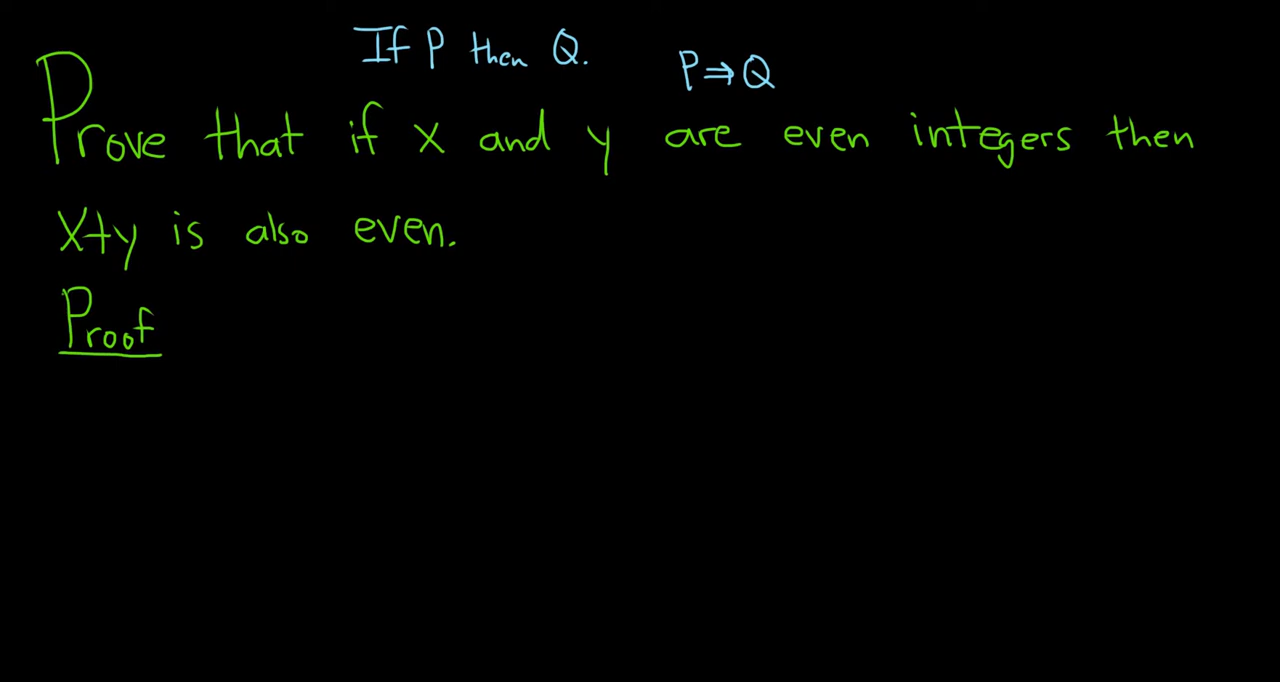 If P then Q.
P⇒Q
Prove that if x and y are even integers then
x+y is also even.
Proof